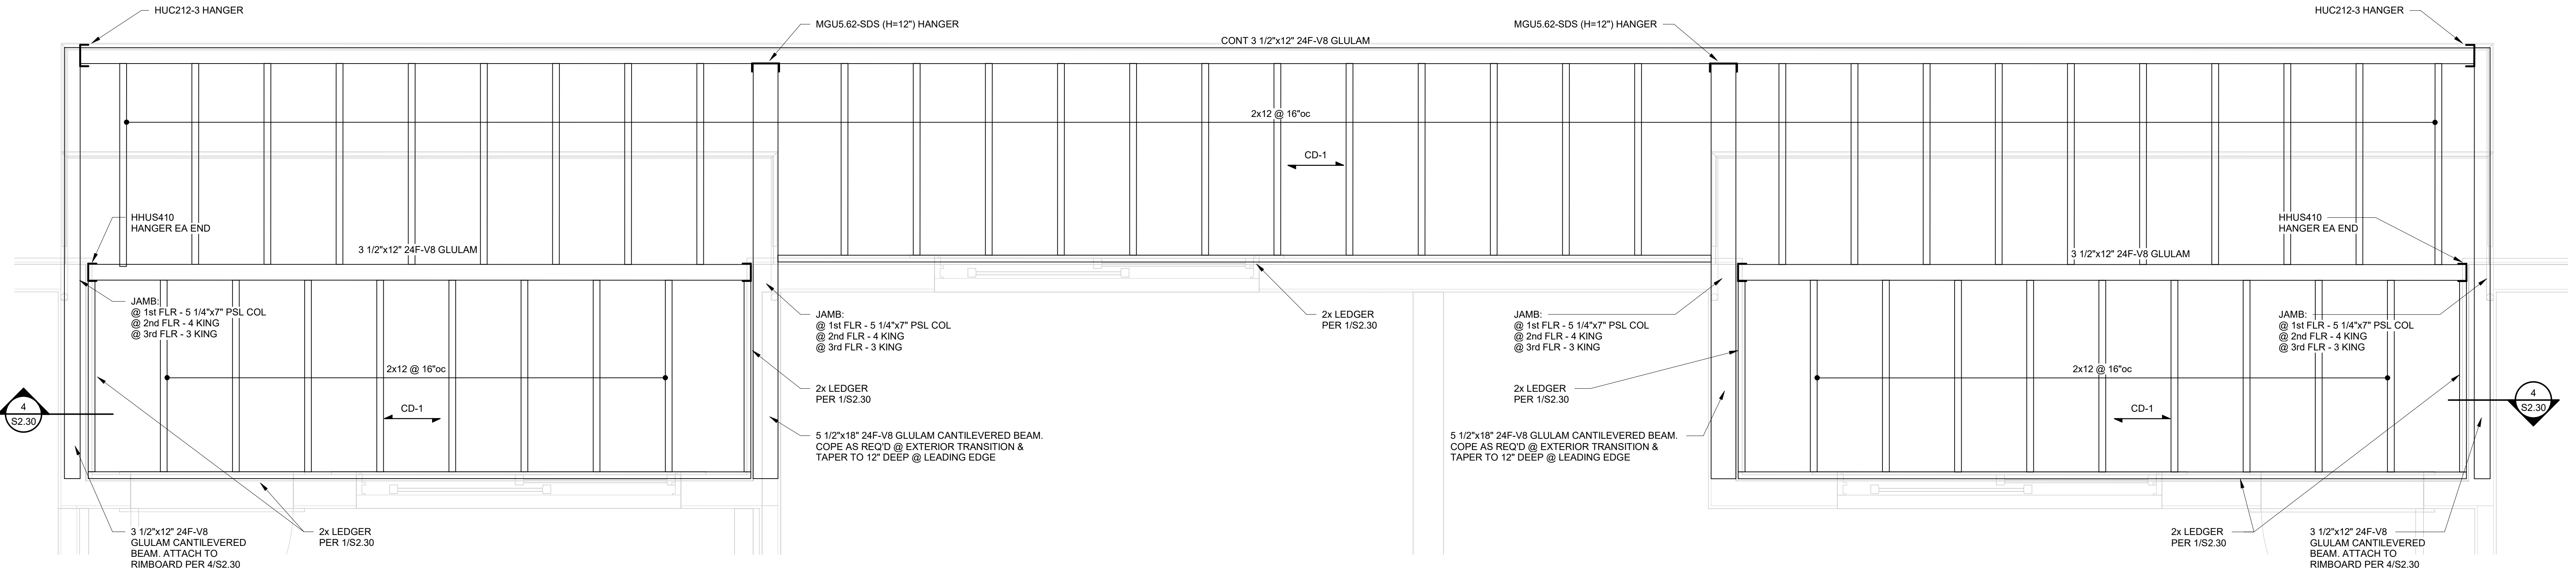 HUC212-3 HANGER
MGU5.62-SDS (H=12") HANGER
MGU5.62-SDS (H=12") HANGER
HUC212-3 HANGER
CONT 3 1/2"x12" 24F-V8 GLULAM
2x12 @ 16"oc
CD-1
HHUS410
HANGER EA END
3 1/2"x12" 24F-V8 GLULAM
HHUS410
HANGER EA END
3 1/2"x12" 24F-V8 GLULAM
JAMB:
@ 1st FLR - 5 1/4"x7" PSL COL
@ 2nd FLR - 4 KING
@ 3rd FLR - 3 KING
JAMB:
@ 1st FLR - 5 1/4"x7" PSL COL
@ 2nd FLR - 4 KING
@ 3rd FLR - 3 KING
2x LEDGER
PER 1/S2.30
JAMB:
@ 1st FLR - 5 1/4"x7" PSL COL
@ 2nd FLR - 4 KING
@ 3rd FLR - 3 KING
JAMB:
@ 1st FLR - 5 1/4"x7" PSL COL
@ 2nd FLR - 4 KING
@ 3rd FLR - 3 KING
2x12 @ 16"oc
CD-1
2x LEDGER
PER 1/S2.30
2x LEDGER
PER 1/S2.30
2x12 @ 16"oc
CD-1
4
S2.30
4
S2.30
5 1/2"x18" 24F-V8 GLULAM CANTILEVERED BEAM.
COPE AS REQ'D @ EXTERIOR TRANSITION &
TAPER TO 12" DEEP @ LEADING EDGE
5 1/2"x18" 24F-V8 GLULAM CANTILEVERED BEAM.
COPE AS REQ'D @ EXTERIOR TRANSITION &
TAPER TO 12" DEEP @ LEADING EDGE
3 1/2"x12" 24F-V8
GLULAM CANTILEVERED
BEAM. ATTACH TO
RIMBOARD PER 4/S2.30
2x LEDGER
PER 1/S2.30
2x LEDGER
PER 1/S2.30
3 1/2"x12" 24F-V8
GLULAM CANTILEVERED
BEAM. ATTACH TO
RIMBOARD PER 4/S2.30